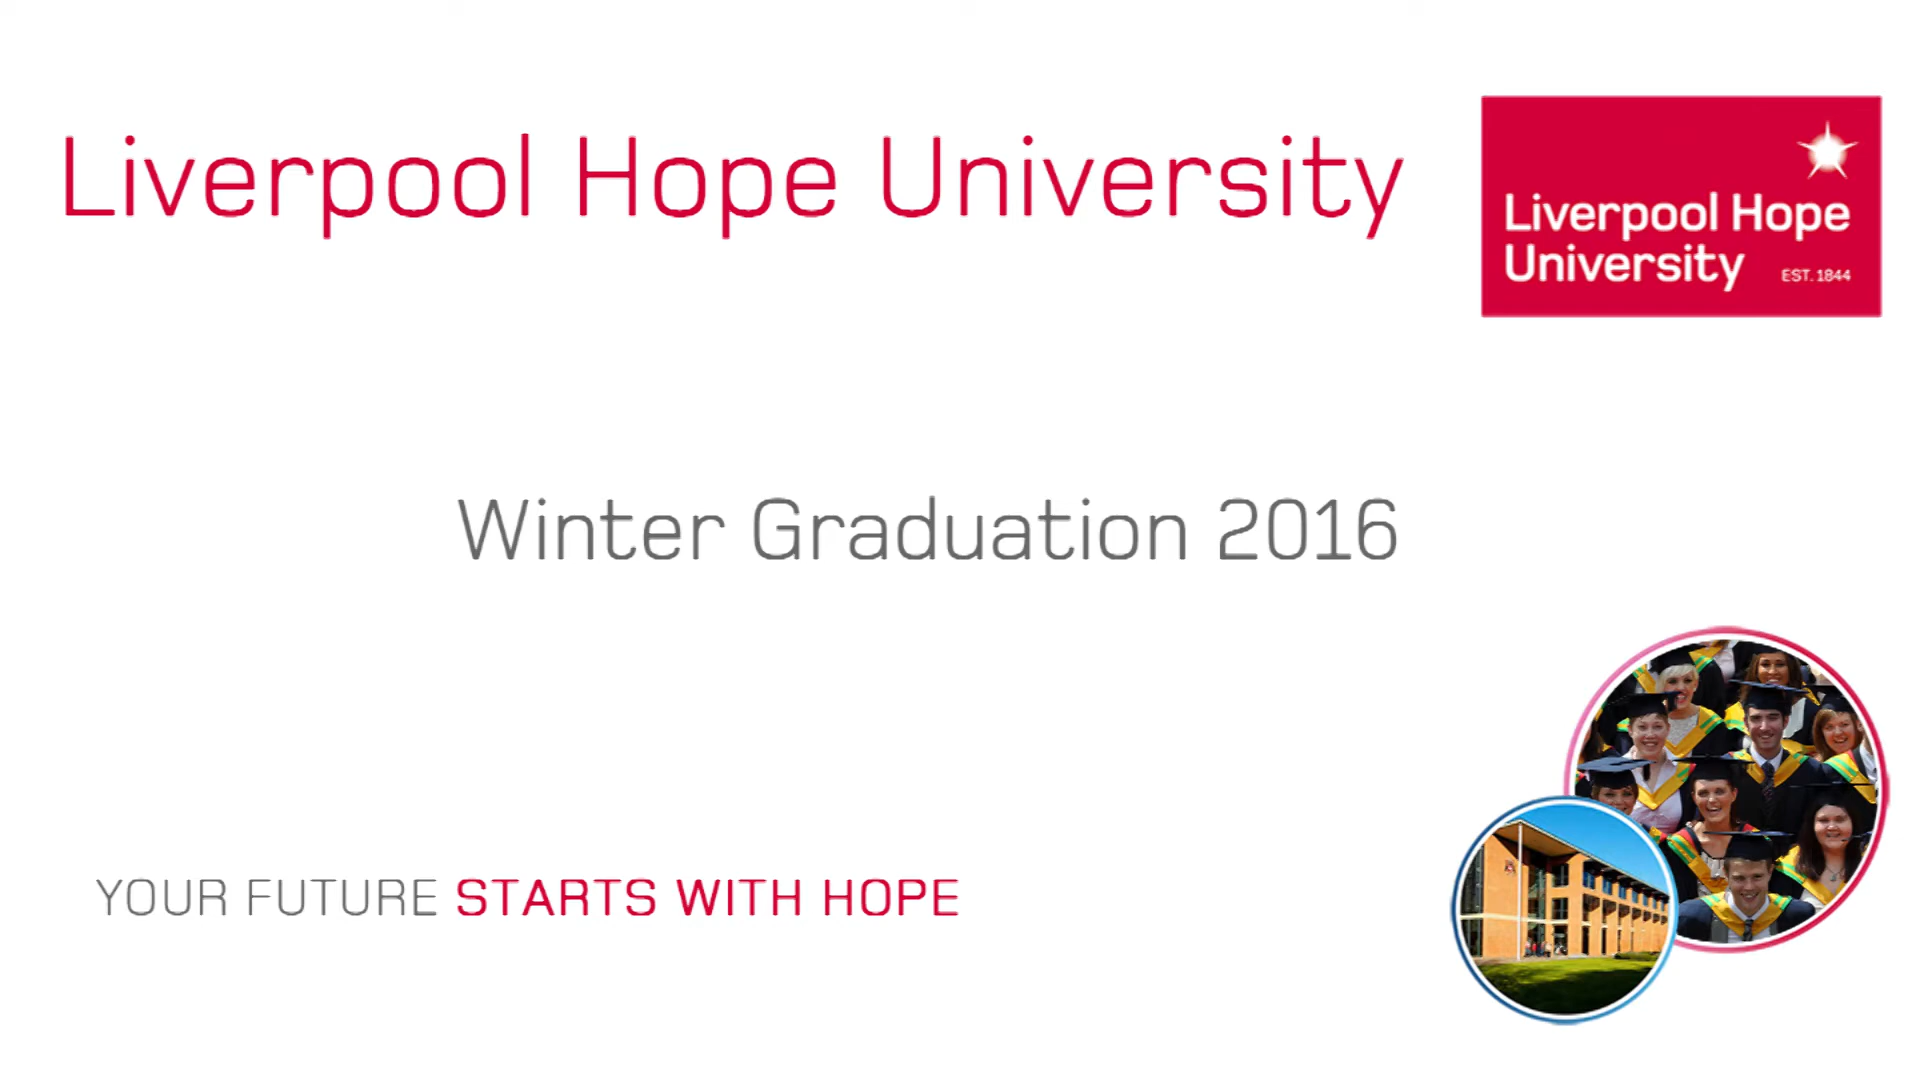 Liverpool Hope University
Liverpool Hope
University EST. 1844
Winter Graduation 2016
YOUR FUTURE STARTS WITH HOPE